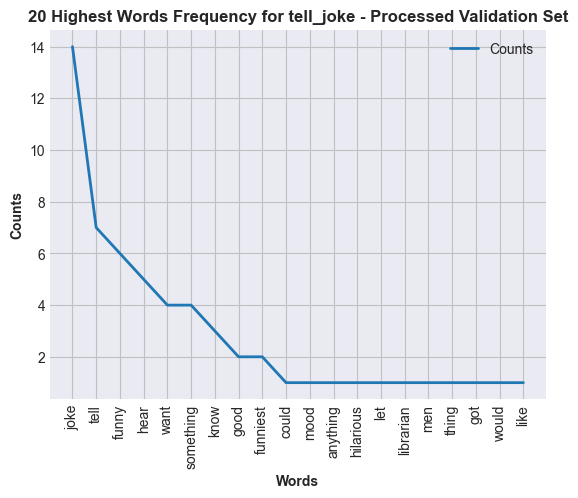 20 Highest Words Frequency for tell_joke - Processed Validation Set
Counts
14
12
10
8
6
4
2
Counts
joke
tell
funny
hear
want
something
know
good
funniest
could
mood
anything
hilarious
let
librarian
men
thing
got
would
like
Words